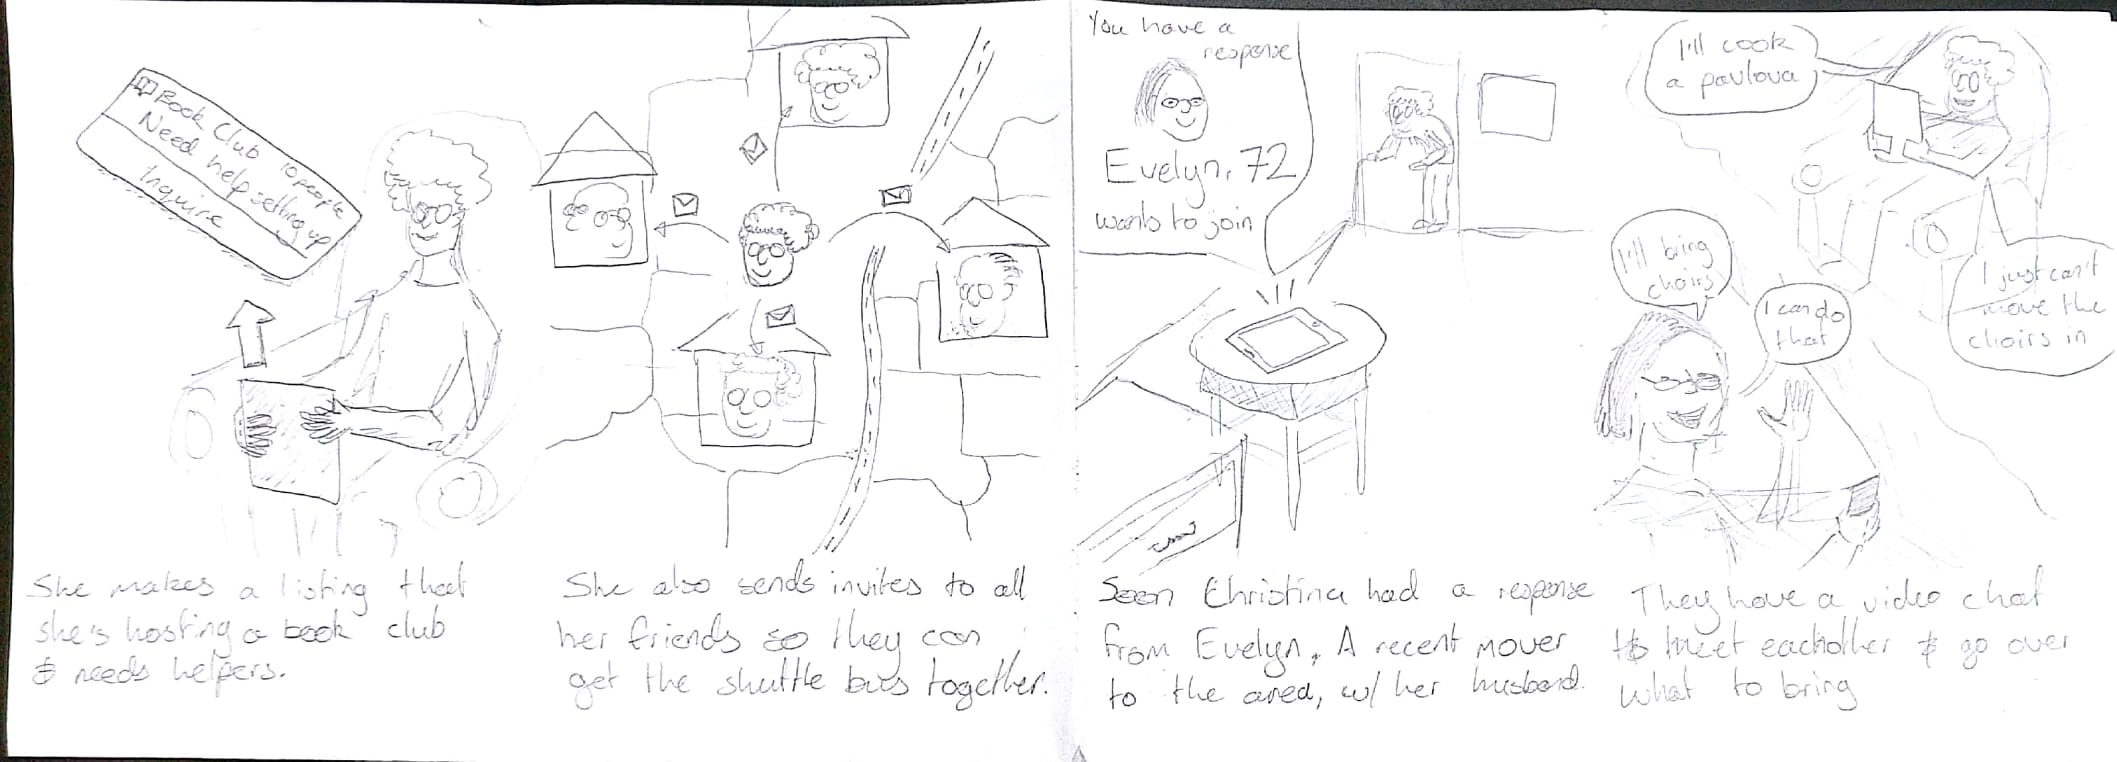 Book Club 10 people
Need help setting up
Inquire
She makes a listing that
she's hosting a book club
& needs helpers.
She also sends invites to all
her friends so they can
get the shuttle bus together.
You have a
response
Evelyn, 72
wants to join
Soon Christina had a response
from Evelyn, A recent mover
to the area, w/ her husband.
I'll cook
a pavlova
I'll bring
chairs
I can do
that
I just can't
move the
chairs in
They have a video chat
to meet eachother & go over
what to bring